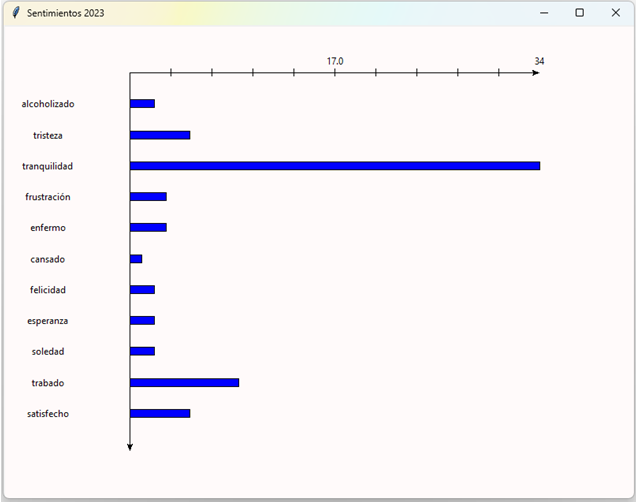 Sentimientos 2023
17.0 34
alcoholizado
tristeza
tranquilidad
frustración
enfermo
cansado
felicidad
esperanza
soledad
trabado
satisfecho